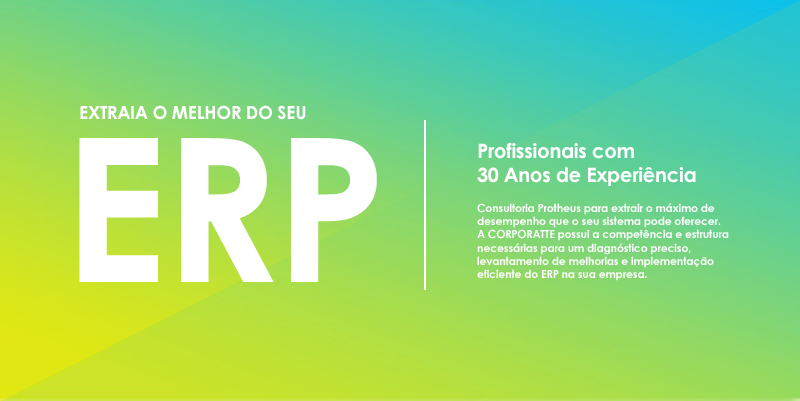 EXTRAIA O MELHOR DO SEU
ERP
Profissionais com
30 Anos de Experiência
Consultoria Protheus para extrair o máximo de
desempenho que o seu sistema pode oferecer.
A CORPORATTE possui a competência e estrutura
necessárias para um diagnóstico preciso,
levantamento de melhorias e implementação
eficiente do ERP na sua empresa.